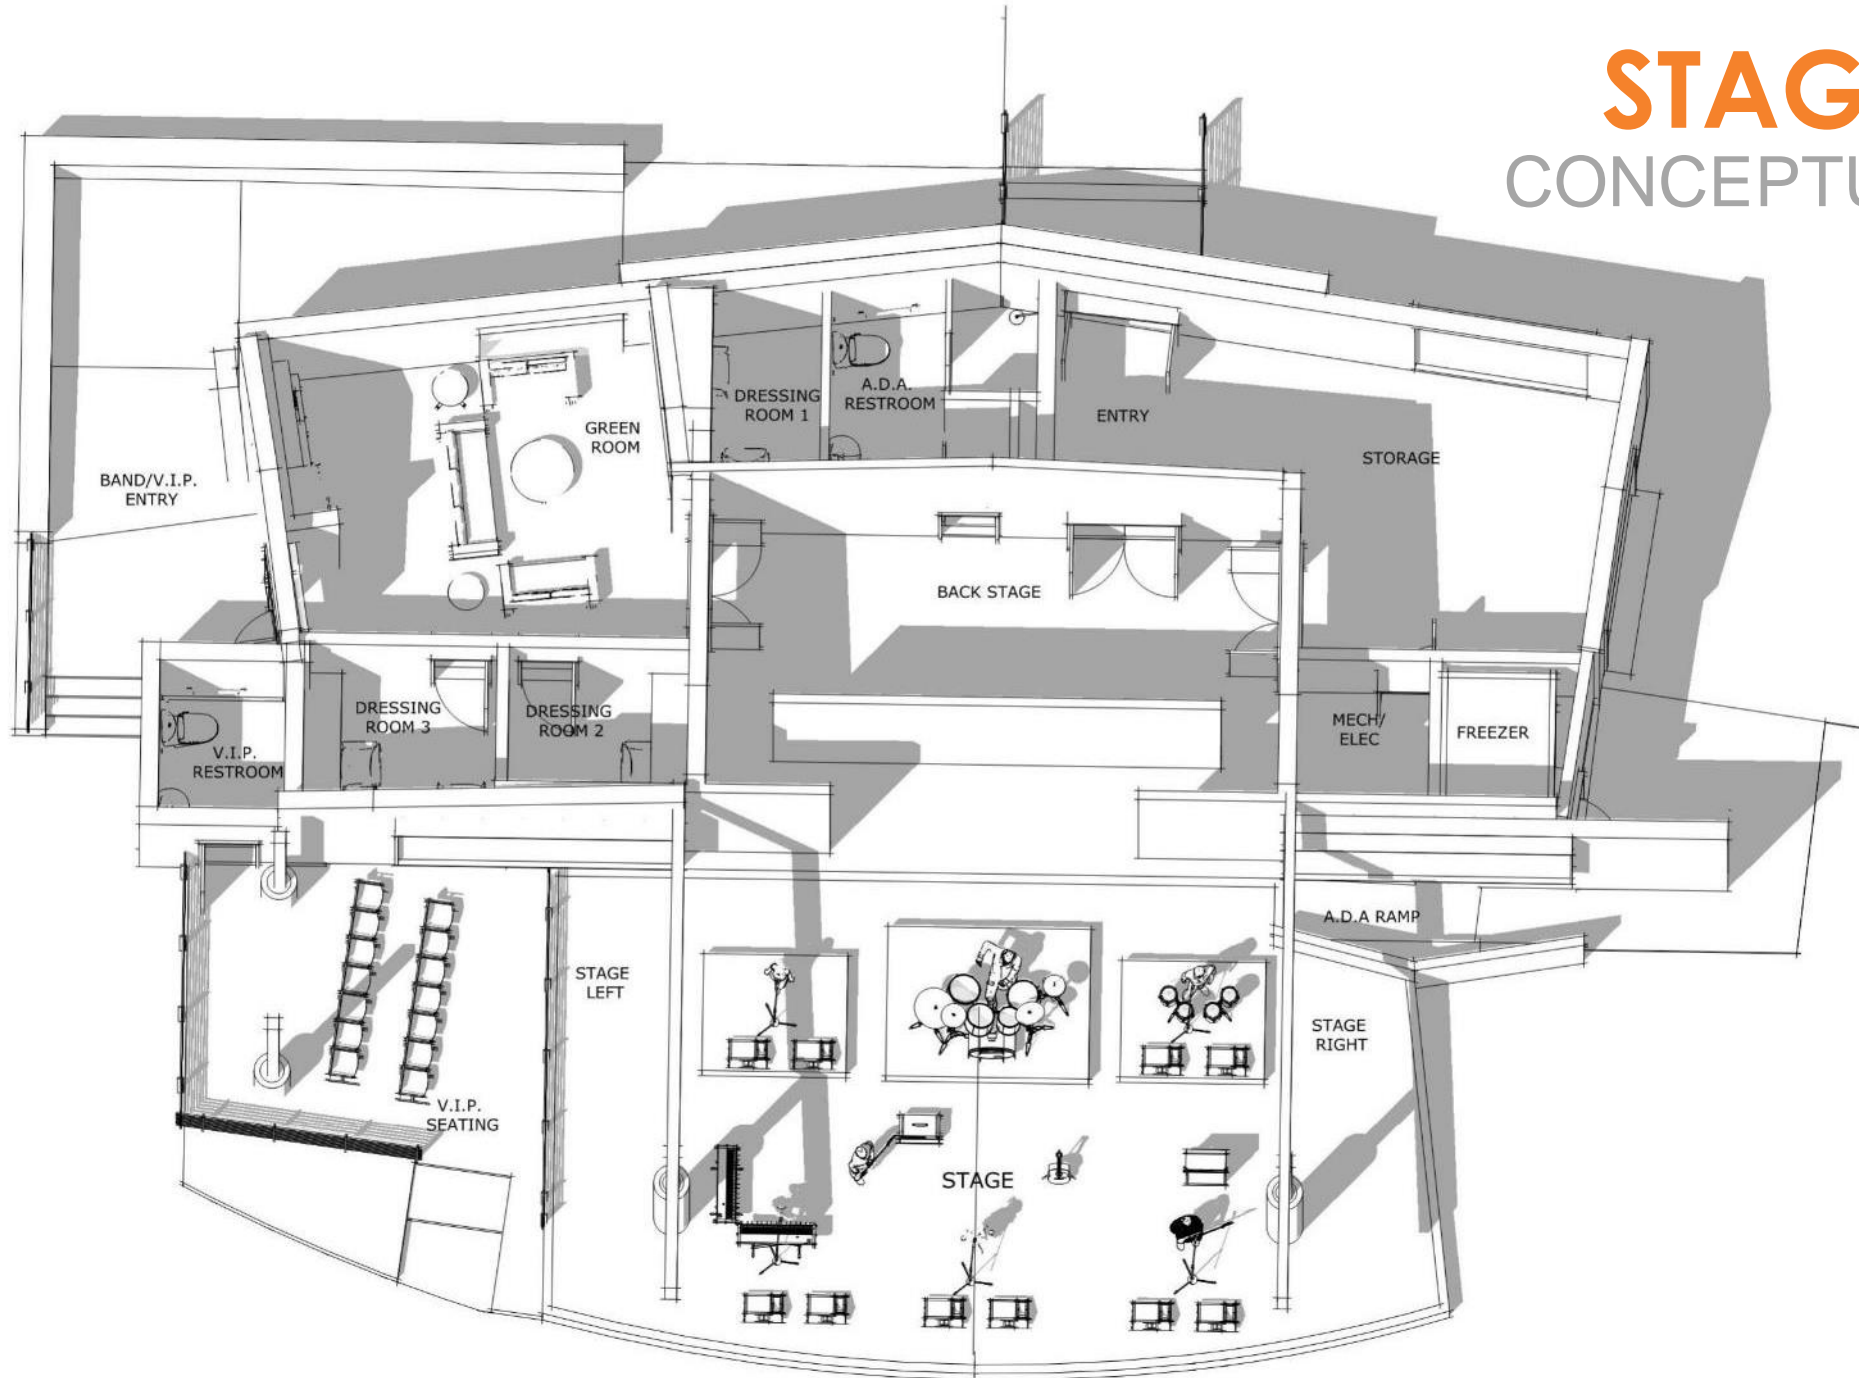 STAG
CONCEPTU
DRESSING
ROOM 1
A.D.A.
RESTROOM
ENTRY
GREEN
ROOM
STORAGE
BAND/V.I.P.
ENTRY
BACK STAGE
DRESSING
ROOM 3
DRESSING
ROOM 2
MECH/
ELEC
FREEZER
V.I.P.
RESTROOM
A.D.A RAMP
STAGE
LEFT
STAGE
RIGHT
V.I.P.
SEATING
STAGE